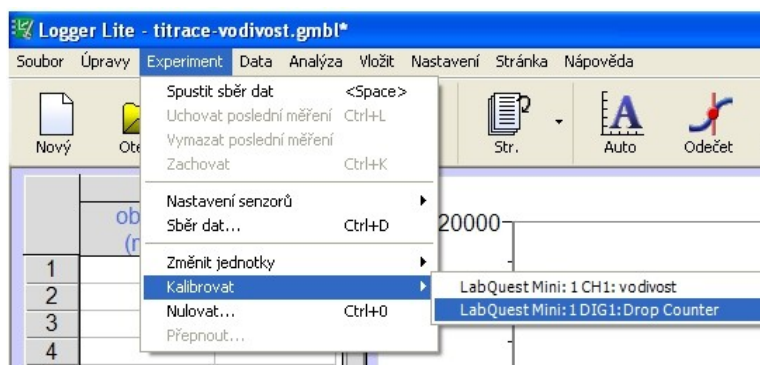 Logger Lite - titrace-vodivost.gmbl*
Soubor Úpravy Experiment Data Analýza Vložit Nastavení Stránka Nápověda
Nový
Ote
Str.
Auto
Odečet
Spustit sběr dat <Space>
Uchovat poslední měření Ctrl+L
Vymazat poslední měření
Zachovat Ctrl+K
Nastavení senzorů
Sběr dat... Ctrl+D
Změnit jednotky
Kalibrovat
Nulovat... Ctrl+0
Přepnout...
LabQuest Mini: 1 CH1: vodivost
LabQuest Mini: 1 DIG1: Drop Counter
ob
(m
1
2
3
4
20000